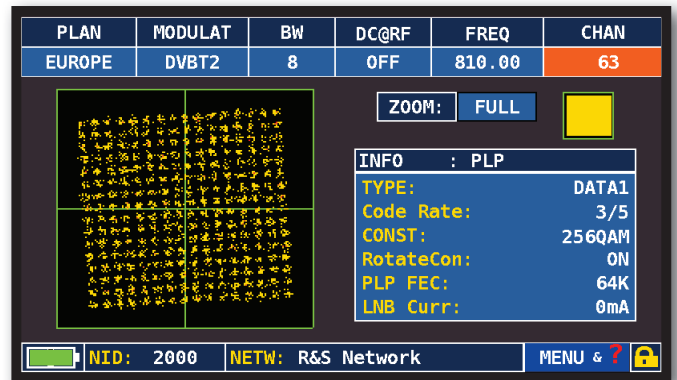 PLAN MODULAT BW DC@RF FREQ CHAN
EUROPE DVBT2 8 OFF 810.00 63
ZOOM: FULL
INFO : PLP
TYPE: DATA1
Code Rate: 3/5
CONST: 256QAM
RotateCon: ON
PLP FEC: 64K
LNB Curr: 0mA
NID: 2000 NETW: R&S Network MENU & ?